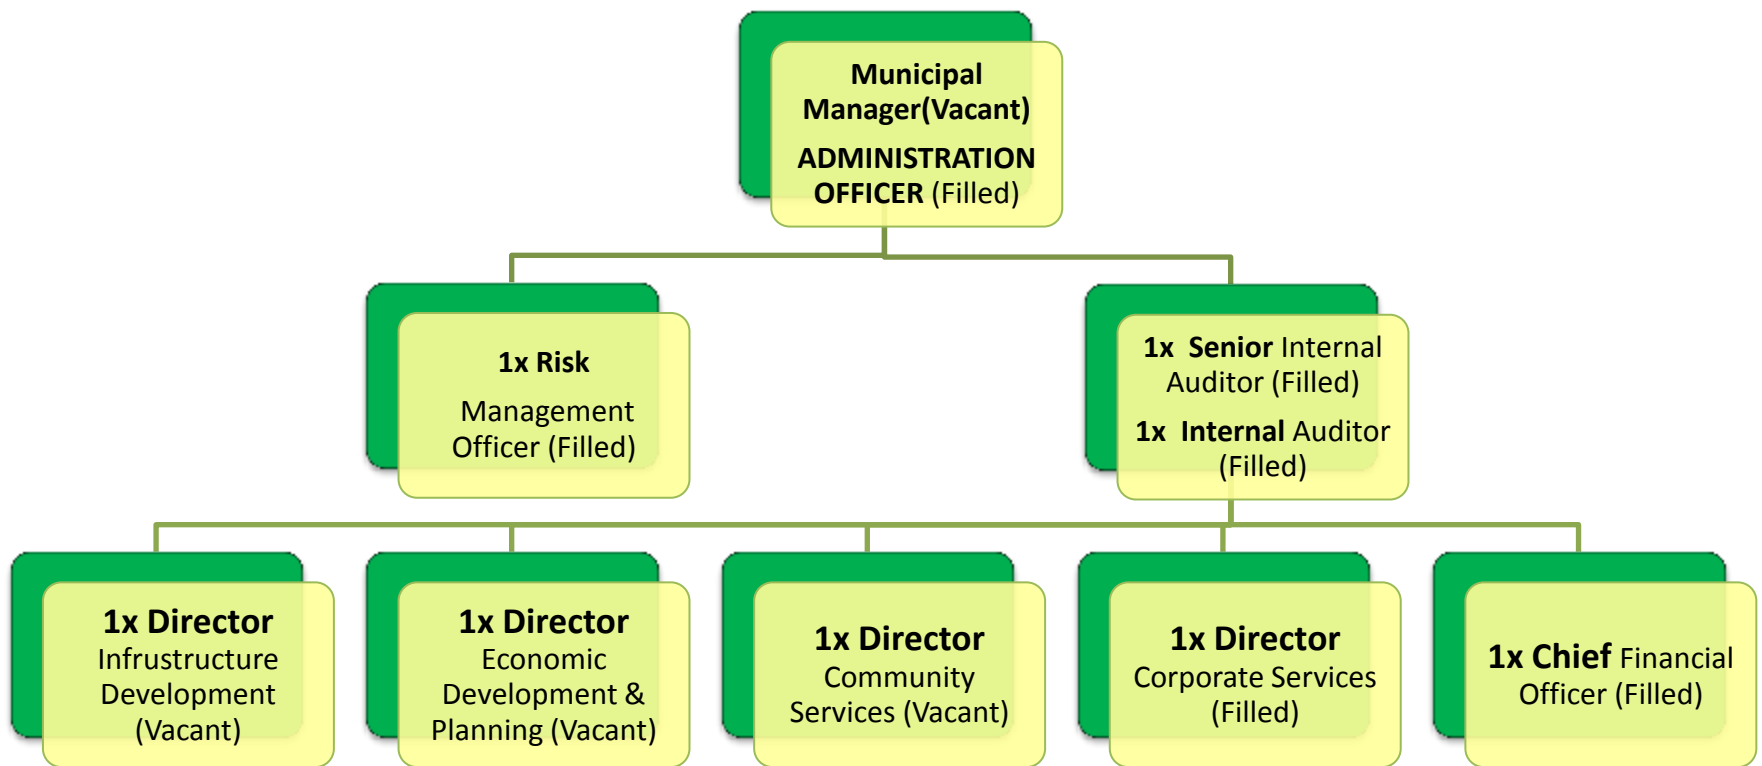 Municipal
Manager(Vacant)
ADMINISTRATION
OFFICER (Filled)
1x Risk
Management
Officer (Filled)
1x Senior Internal
Auditor (Filled)
1x Internal Auditor
(Filled)
1x Director
Infrustructure
Development
(Vacant)
1x Director
Economic
Development &
Planning (Vacant)
1x Director
Community
Services (Vacant)
1x Director
Corporate Services
(Filled)
1x Chief Financial
Officer (Filled)